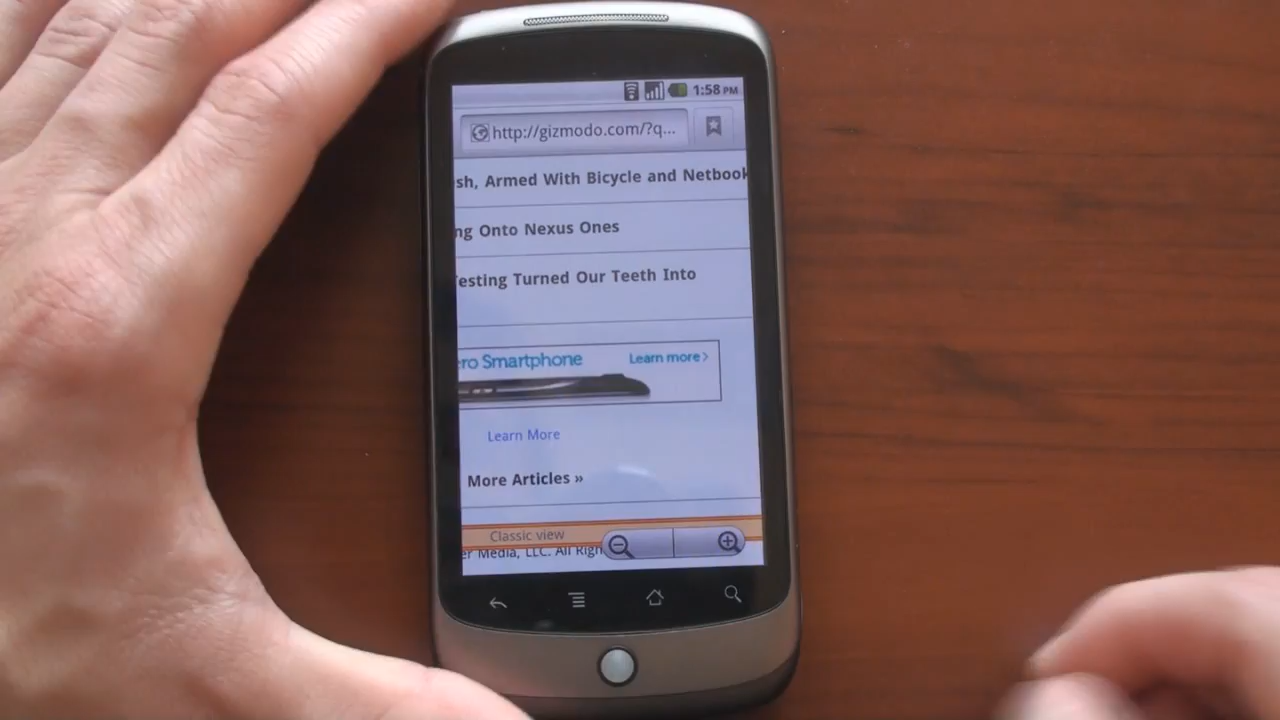 1:58 PM
http://gizmodo.com/?q...
sh, Armed With Bicycle and Netbook
ng Onto Nexus Ones
Testing Turned Our Teeth Into
ro Smartphone
Learn more>
Learn More
More Articles »
Classic view
er Media, LLC. All Righ